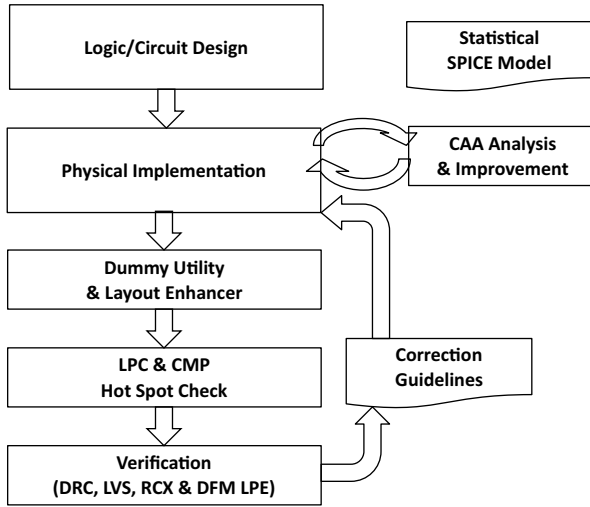 Logic/Circuit Design
Statistical
SPICE Model
Physical Implementation
CAA Analysis
& Improvement
Dummy Utility
& Layout Enhancer
LPC & CMP
Hot Spot Check
Correction
Guidelines
Verification
(DRC, LVS, RCX & DFM LPE)